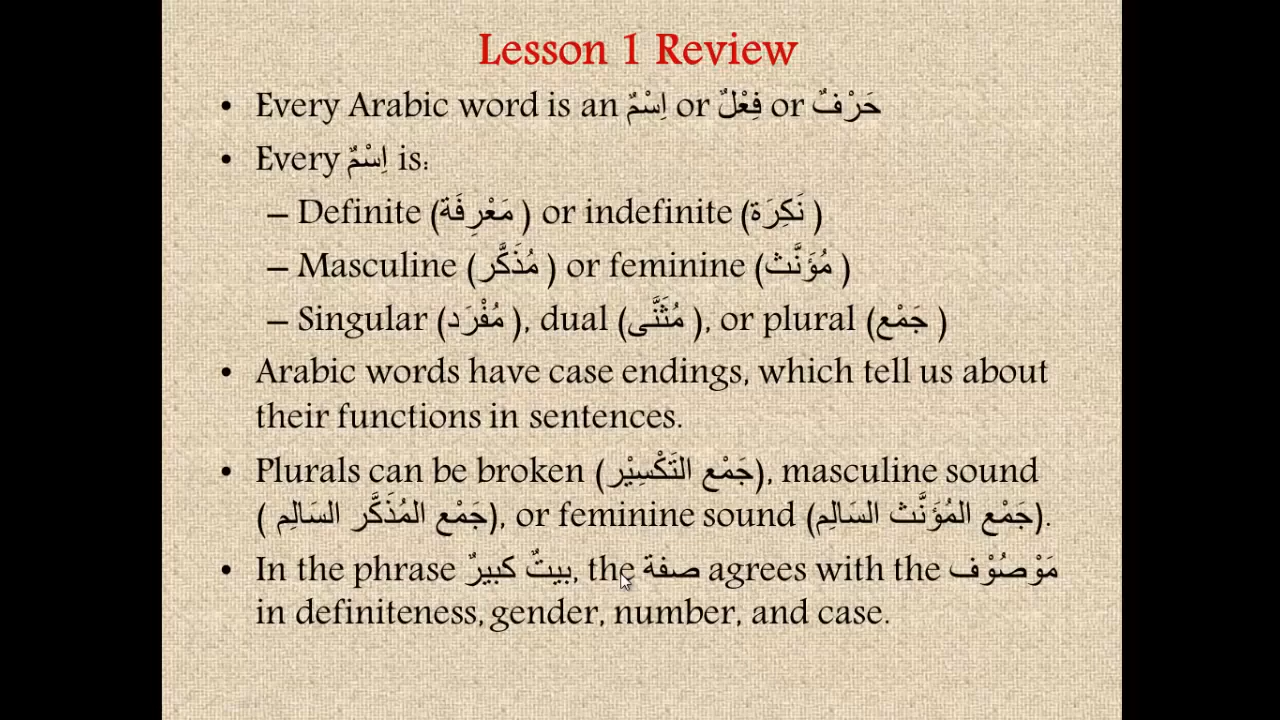 Lesson 1 Review
• Every Arabic word is an اِسْمٌ or فِعْلٌ or حَرْفٌ
• Every اِسْمٌ is:
– Definite (مَعْرِفَة ) or indefinite (نَكِرَة )
– Masculine (مُذَكَّر ) or feminine (مُؤَنَّث )
– Singular (مُفْرَد ), dual (مُثَنَّى ), or plural (جَمْع )
• Arabic words have case endings, which tell us about
their functions in sentences.
• Plurals can be broken (جَمْع التَكْسِيْر), masculine sound
( جَمْع المُذَكَّر السَالِم), or feminine sound (جَمْع المُؤَنَّث السَالِم).
• In the phrase بيتٌ كبيرٌ, the صفة agrees with the مَوْصُوْف
in definiteness, gender, number, and case.